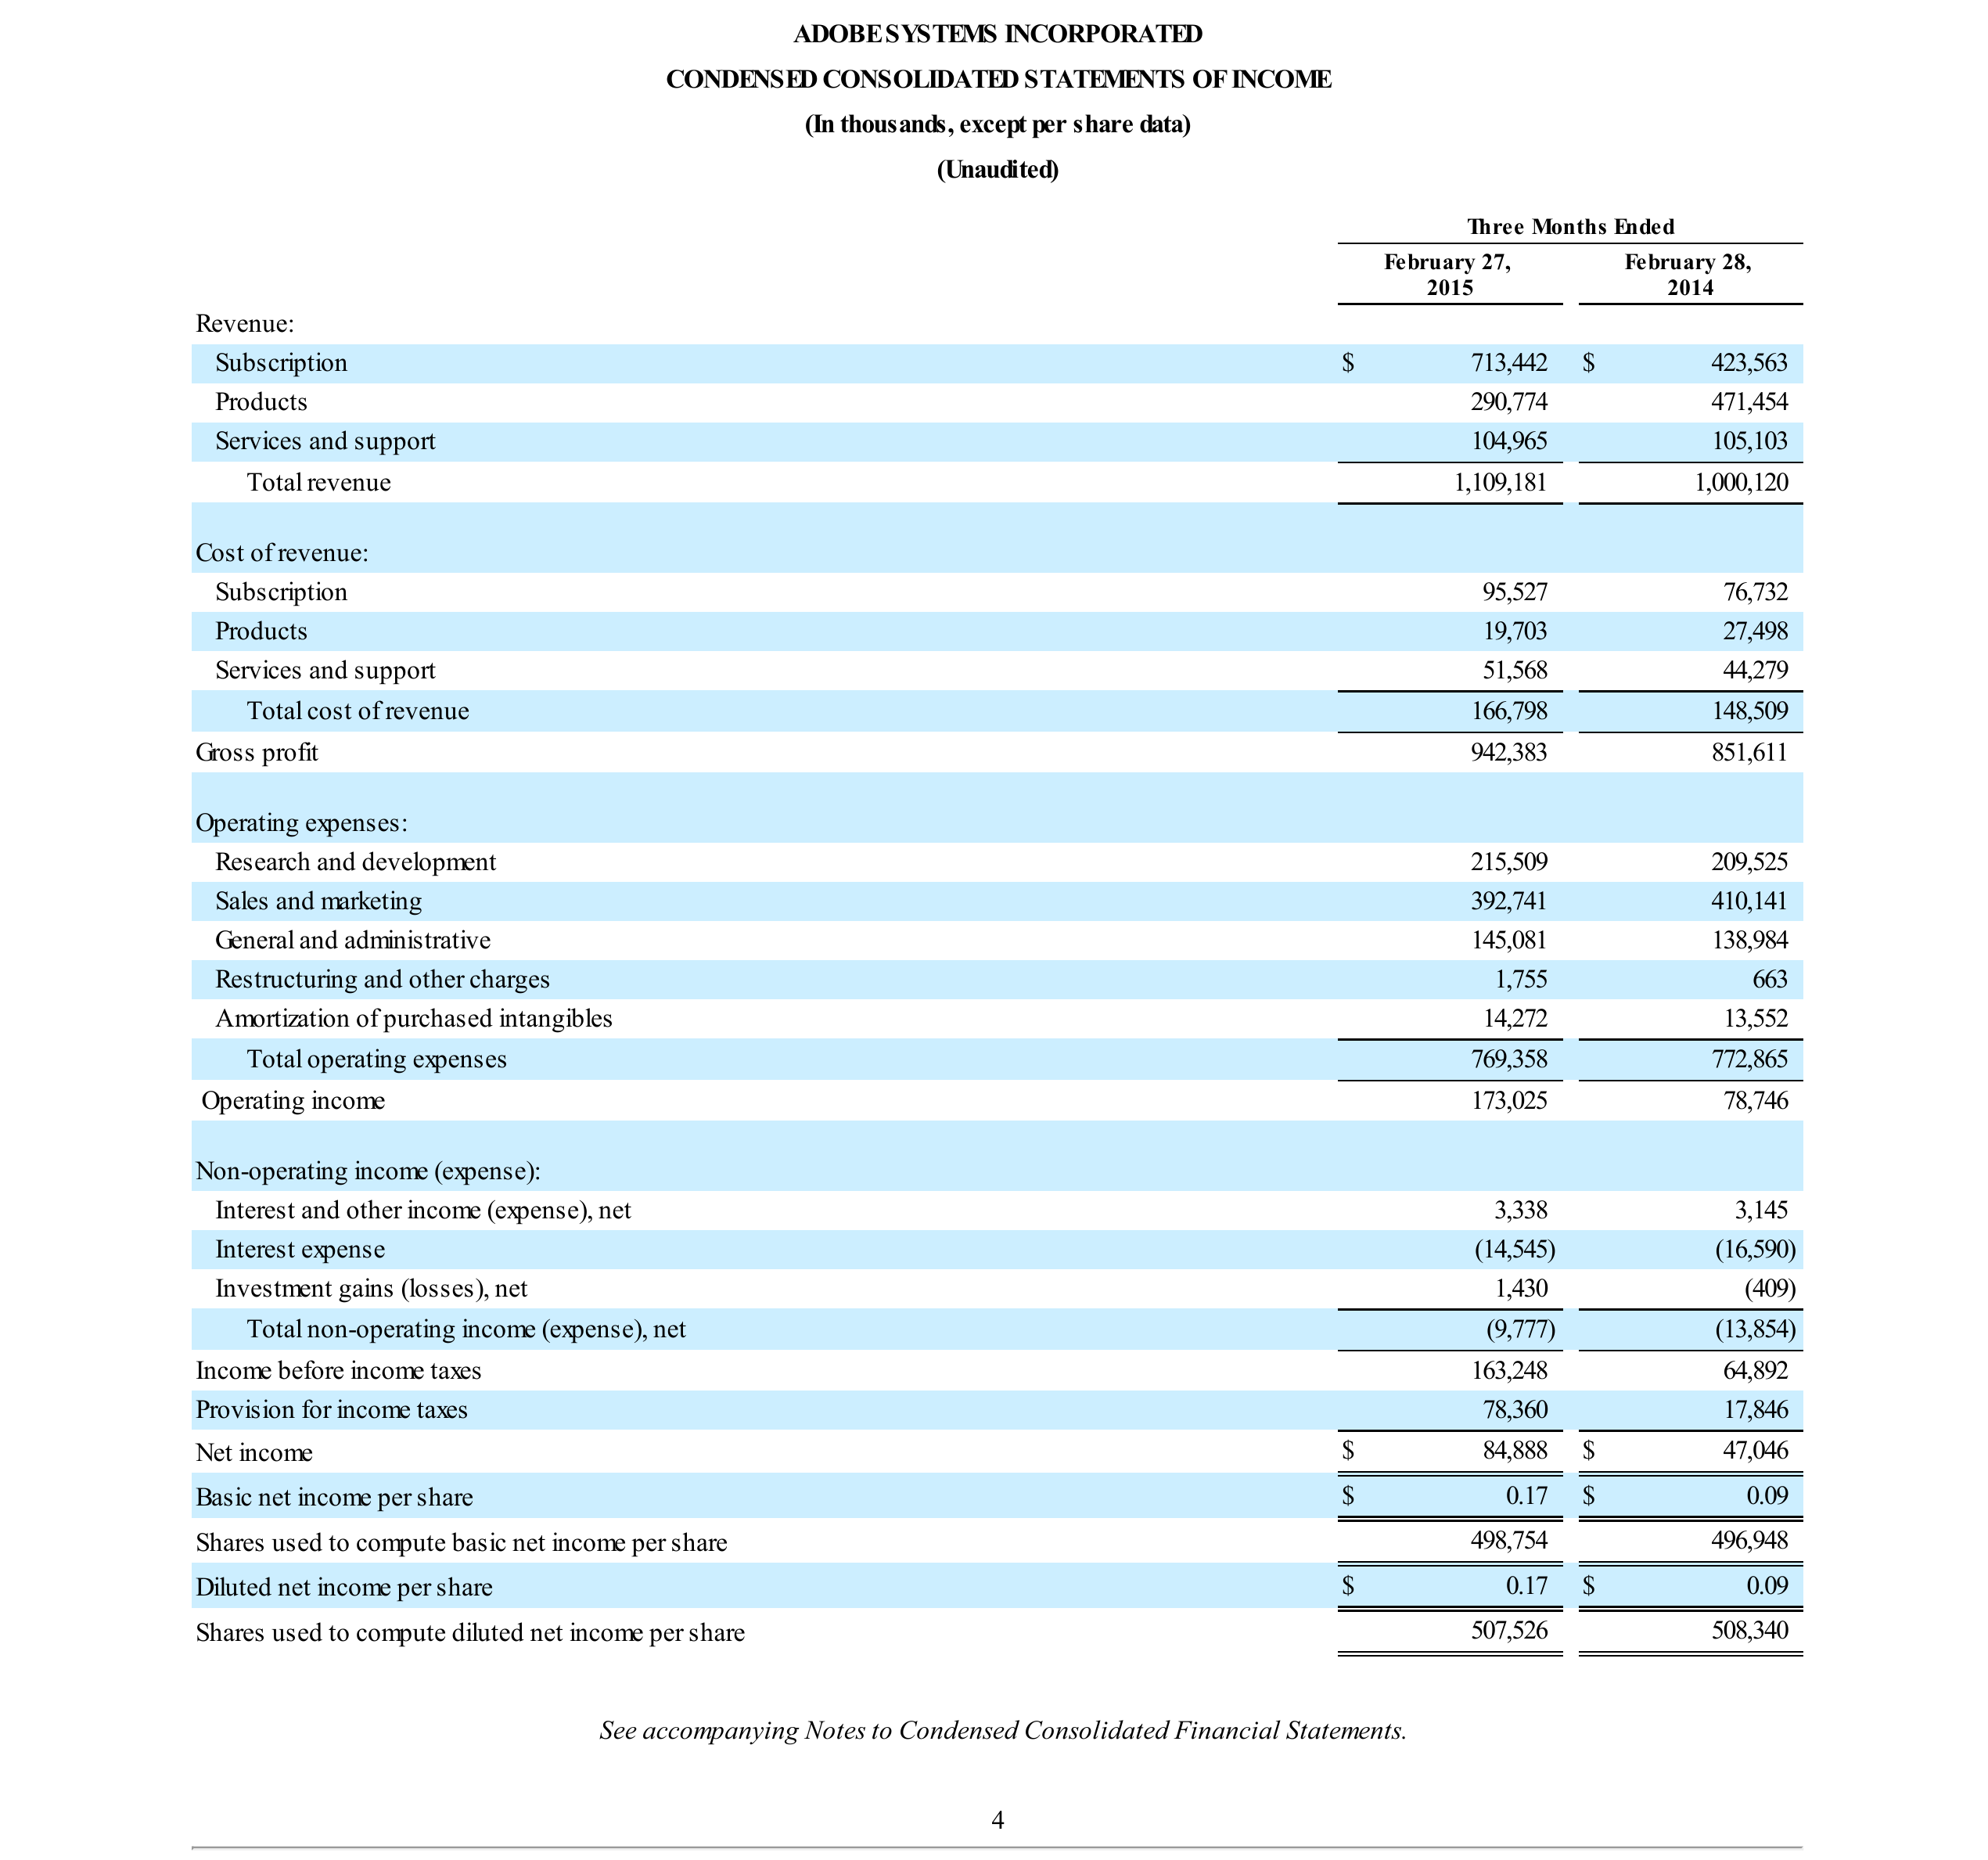 ADOBE SYSTEMS INCORPORATED
CONDENSED CONSOLIDATED STATEMENTS OF INCOME
(In thousands, except per share data)
(Unaudited)
Three Months Ended
February 27, 2015 February 28, 2014
Revenue:
Subscription $ 713,442 $ 423,563
Products 290,774 471,454
Services and support 104,965 105,103
Total revenue 1,109,181 1,000,120
Cost of revenue:
Subscription 95,527 76,732
Products 19,703 27,498
Services and support 51,568 44,279
Total cost of revenue 166,798 148,509
Gross profit 942,383 851,611
Operating expenses:
Research and development 215,509 209,525
Sales and marketing 392,741 410,141
General and administrative 145,081 138,984
Restructuring and other charges 1,755 663
Amortization of purchased intangibles 14,272 13,552
Total operating expenses 769,358 772,865
Operating income 173,025 78,746
Non-operating income (expense):
Interest and other income (expense), net 3,338 3,145
Interest expense (14,545) (16,590)
Investment gains (losses), net 1,430 (409)
Total non-operating income (expense), net (9,777) (13,854)
Income before income taxes 163,248 64,892
Provision for income taxes 78,360 17,846
Net income $ 84,888 $ 47,046
Basic net income per share $ 0.17 $ 0.09
Shares used to compute basic net income per share 498,754 496,948
Diluted net income per share $ 0.17 $ 0.09
Shares used to compute diluted net income per share 507,526 508,340
See accompanying Notes to Condensed Consolidated Financial Statements.
4